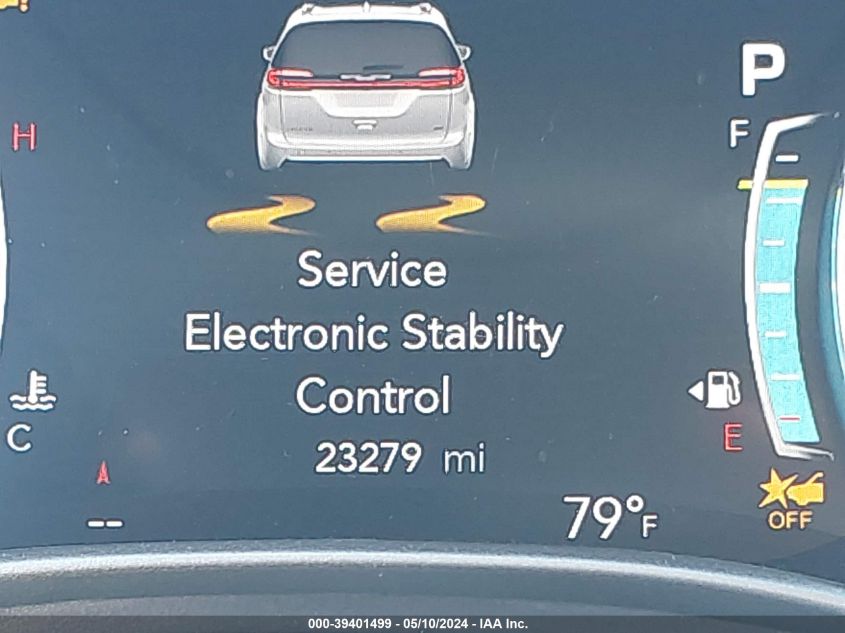 P
F
H
Service
Electronic Stability
Control
E
C
23279 mi
--
79°F
OFF
000-39401499 - 05/10/2024 - IAA Inc.